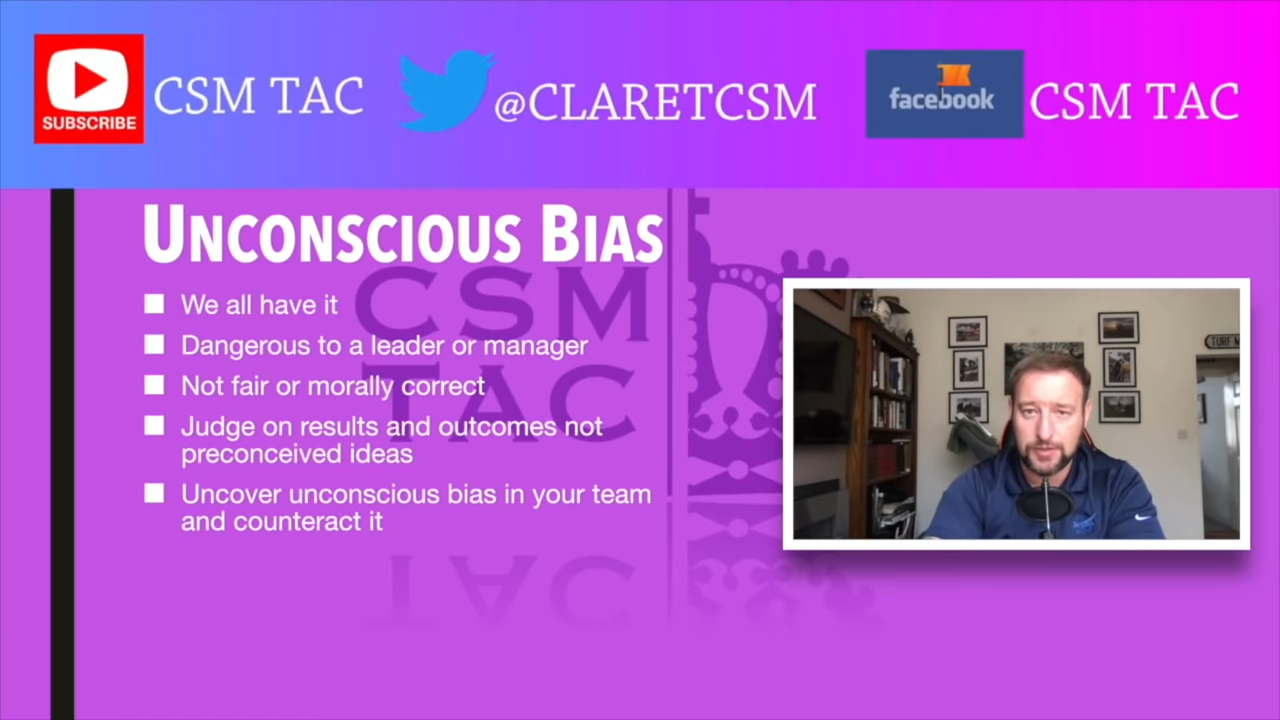 SUBSCRIBE
CSM TAC
@CLARETCSM
facebook
CSM TAC
UNCONSCIOUS BIAS
CSM
TAC
We all have it
Dangerous to a leader or manager
Not fair or morally correct
Judge on results and outcomes not
preconceived ideas
Uncover unconscious bias in your team
and counteract it
TURF M